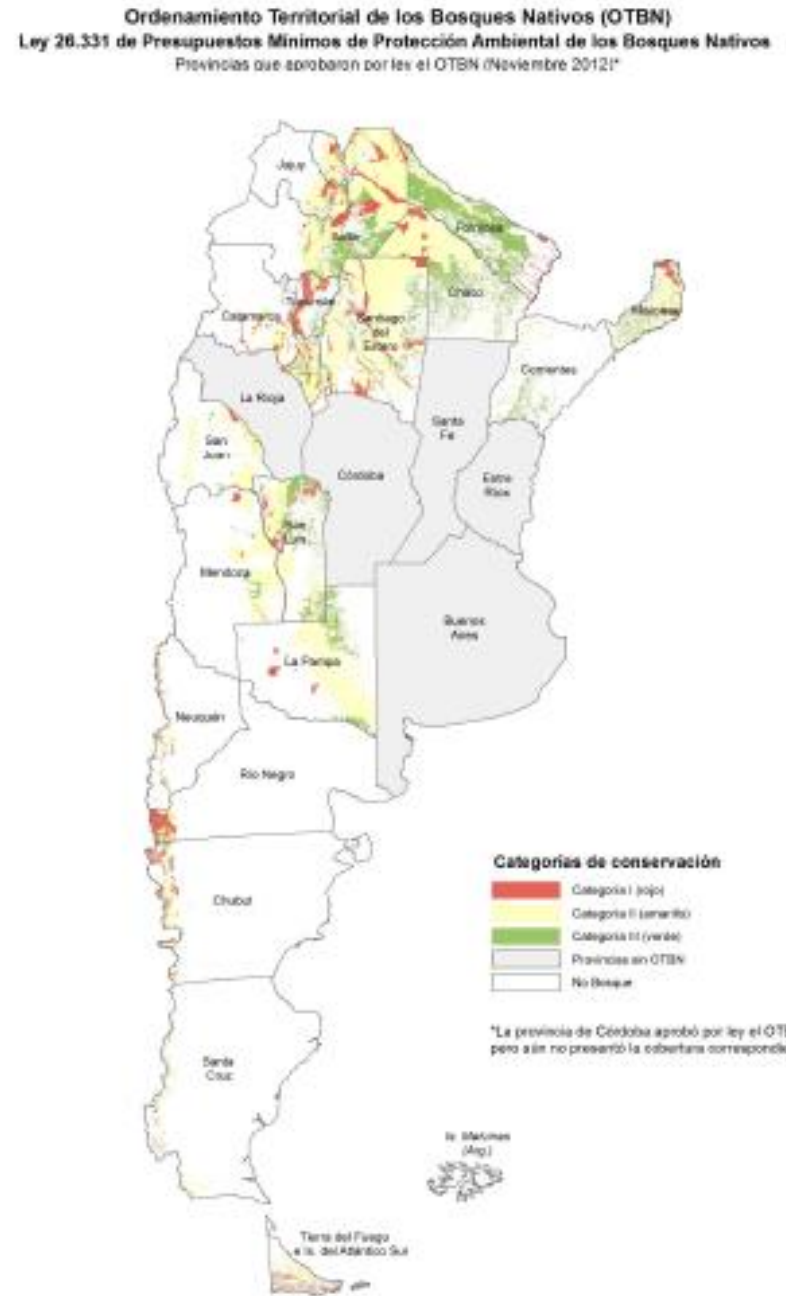 Ordenamiento Territorial de los Bosques Nativos (OTBN)
Ley 26.331 de Presupuestos Mínimos de Protección Ambiental de los Bosques Nativos
Provincias que aprobaron por ley el OTBN (Noviembre 2012)*
Jujuy
Salta
Formosa
Chaco
Misiones
Catamarca
Tucumán
Santiago
del
Estero
Corrientes
La Rioja
Santa
Fe
San
Juan
Córdoba
Entre
Ríos
San
Luis
Mendoza
Buenos
Aires
La Pampa
Neuquén
Río Negro
Chubut
Santa
Cruz
Categorías de conservación
Categoría I (rojo)
Categoría II (amarillo)
Categoría III (verde)
Provincias sin OTBN
No Bosque
*La provincia de Córdoba aprobó por ley el OTB
pero aún no presentó la cobertura correspondie
Is. Malvinas
(Arg.)
Tierra del Fuego
e Is. del Atlántico Sur